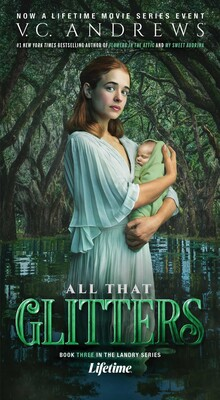 NOW A LIFETIME MOVIE SERIES EVENT
V.C. ANDREWS
#1 NEW YORK TIMES BESTSELLING AUTHOR OF FLOWERS IN THE ATTIC AND MY SWEET AUDRINA
ALL THAT
GLITTERS
BOOK THREE IN THE LANDRY SERIES
Lifetime